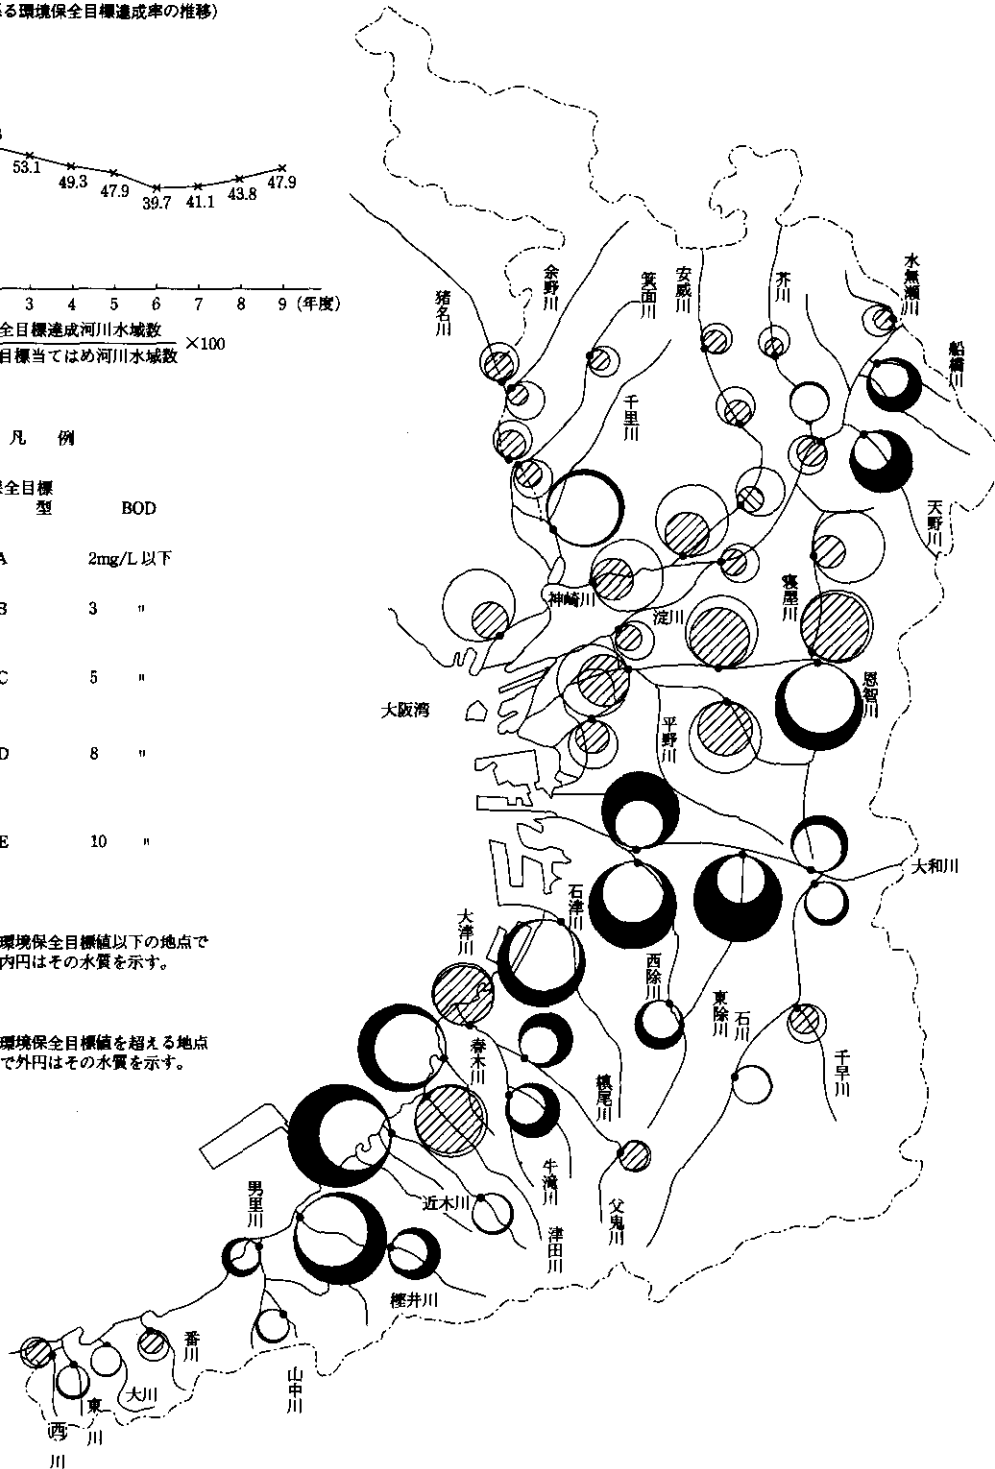 系る環境保全目標達成率の推移)
53.1
49.3
47.9
39.7
41.1
43.8
47.9
3 4 5 6 7 8 9 (年度)
全目標達成河川水域数
目標当てはめ河川水域数
×100
凡 例
保全目標
型 BOD
A 2mg/L以下
B 3 〃
C 5 〃
D 8 〃
E 10 〃
環境保全目標値以下の地点で
内円はその水質を示す。
環境保全目標値を超える地点
で外円はその水質を示す。
猪名川
余野川
箕面川
安威川
芥川
水無瀬川
船橋川
千里川
天野川
神崎川
淀川
寝屋川
恩智川
大阪湾
平野川
大和川
石津川
大津川
西除川
東除川
石川
千早川
春木川
槙尾川
牛滝川
父鬼川
近木川
津田川
男里川
樫井川
番川
山中川
大川
東川
西川